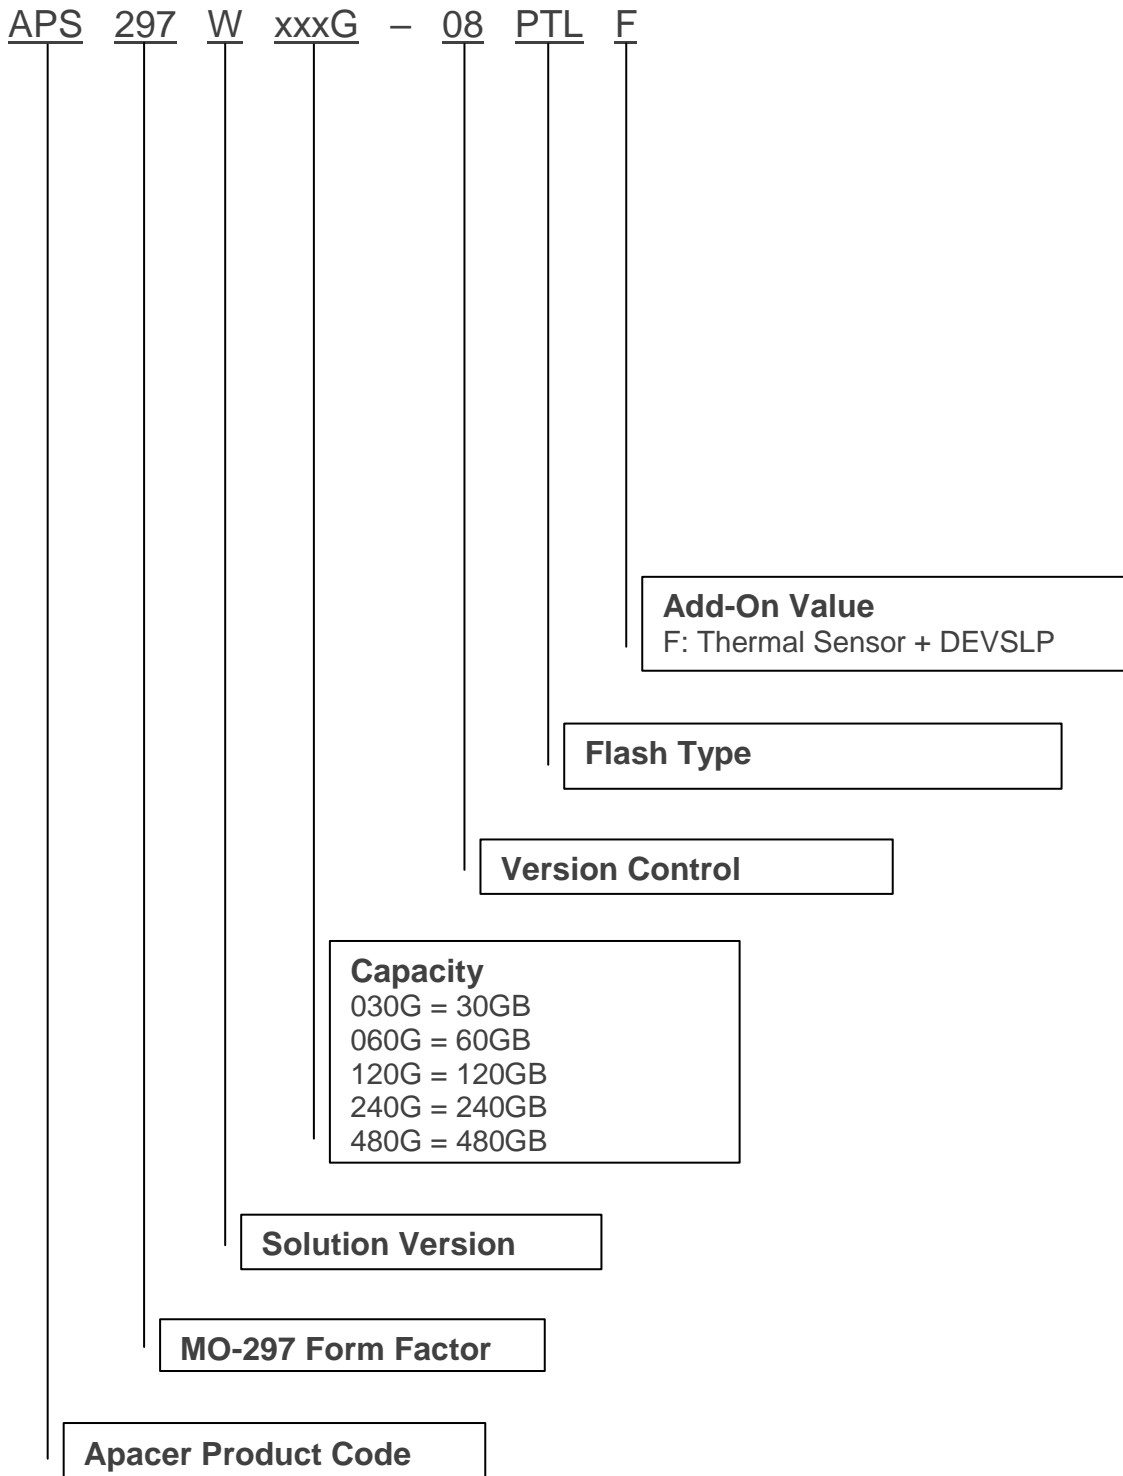 APS 297 W xxxG – 08 PTL F
Add-On Value
F: Thermal Sensor + DEVSLP
Flash Type
Version Control
Capacity
030G = 30GB
060G = 60GB
120G = 120GB
240G = 240GB
480G = 480GB
Solution Version
MO-297 Form Factor
Apacer Product Code